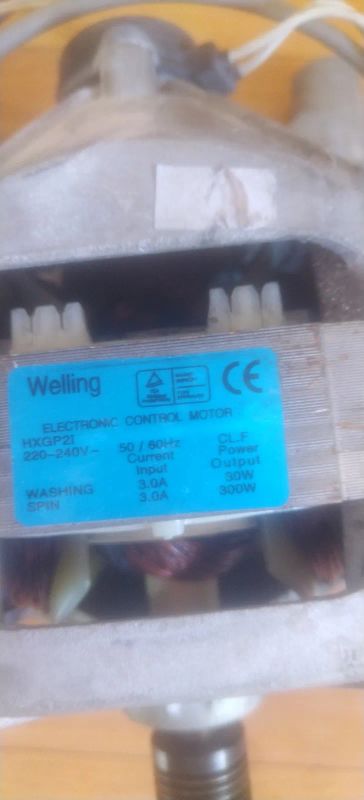 Welling
CE
ELECTRONIC CONTROL MOTOR
HXGP2I
220-240V~ 50 / 60Hz CL.F
Current Power
Input Output
WASHING 3.0A 30W
SPIN 3.0A 300W